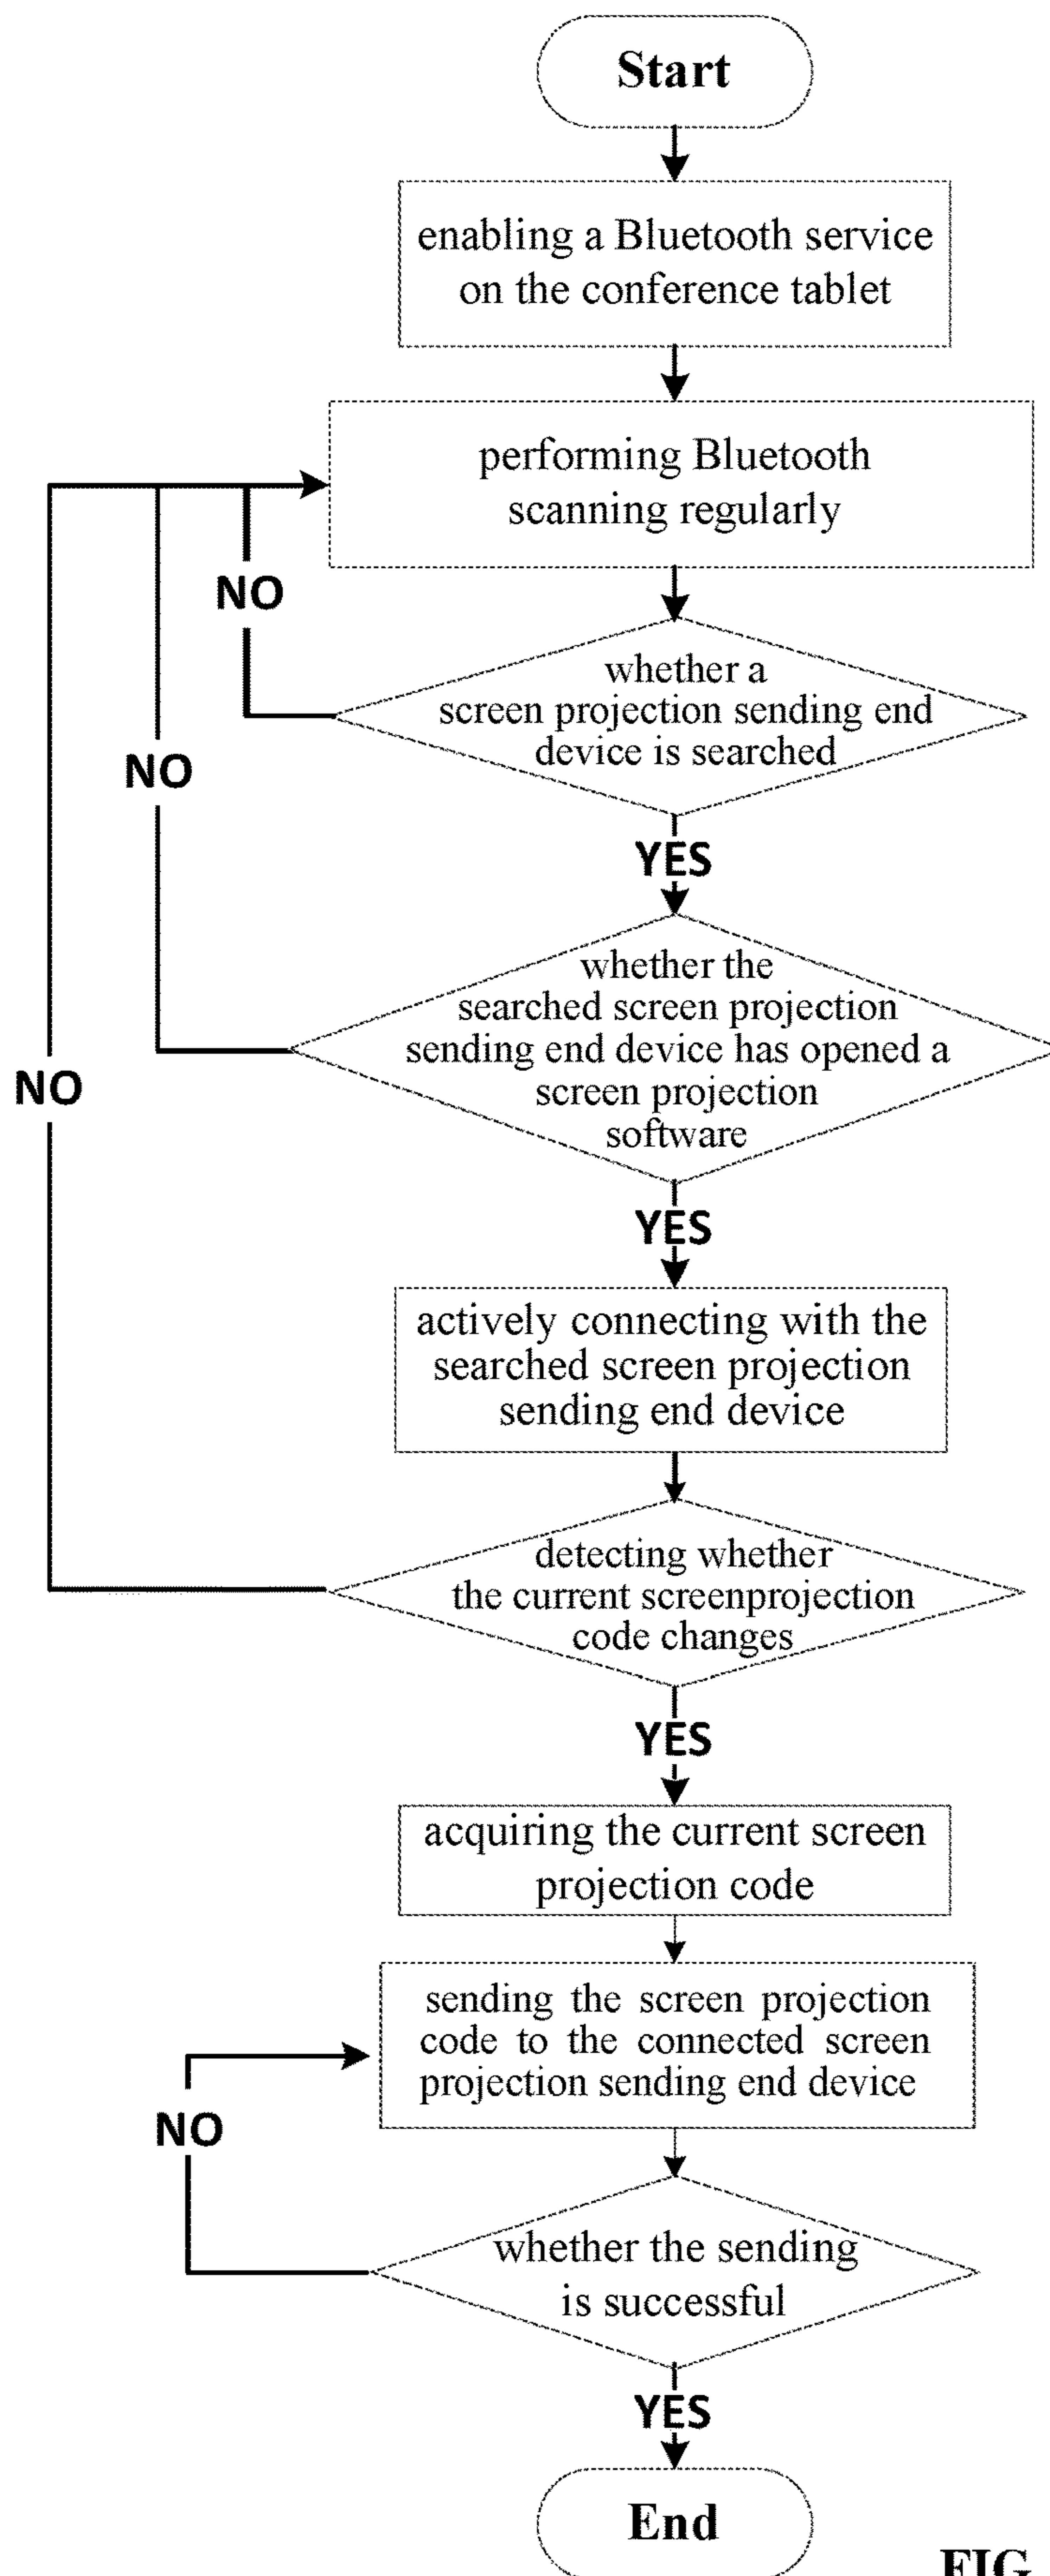 Start
enabling a Bluetooth service
on the conference tablet
performing Bluetooth
scanning regularly
NO
whether a
screen projection sending end
device is searched
NO
YES
whether the
searched screen projection
sending end device has opened a
screen projection
software
NO
YES
actively connecting with the
searched screen projection
sending end device
detecting whether
the current screenprojection
code changes
YES
acquiring the current screen
projection code
sending the screen projection
code to the connected screen
projection sending end device
NO
whether the sending
is successful
YES
End
FIG